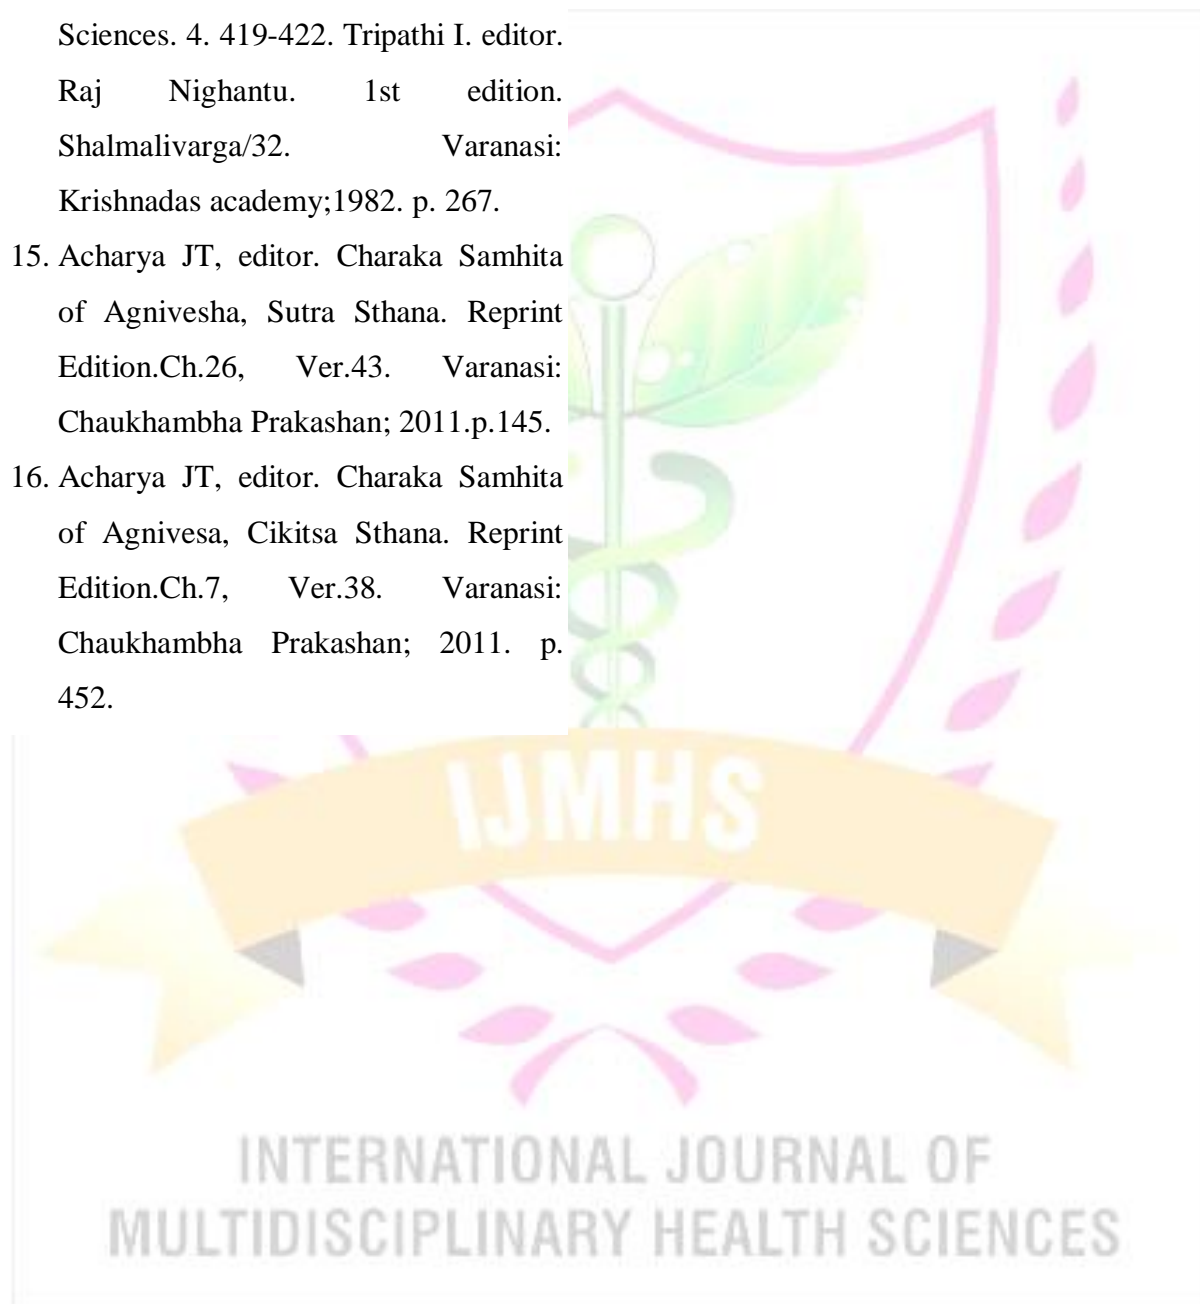 Sciences. 4. 419-422. Tripathi I. editor.
Raj Nighantu. 1st edition.
Shalmalivarga/32. Varanasi:
Krishnadas academy;1982. p. 267.
15. Acharya JT, editor. Charaka Samhita
of Agnivesha, Sutra Sthana. Reprint
Edition.Ch.26, Ver.43. Varanasi:
Chaukhambha Prakashan; 2011.p.145.
16. Acharya JT, editor. Charaka Samhita
of Agnivesa, Cikitsa Sthana. Reprint
Edition.Ch.7, Ver.38. Varanasi:
Chaukhambha Prakashan; 2011. p.
452.
IJMHS
INTERNATIONAL JOURNAL OF
MULTIDISCIPLINARY HEALTH SCIENCES